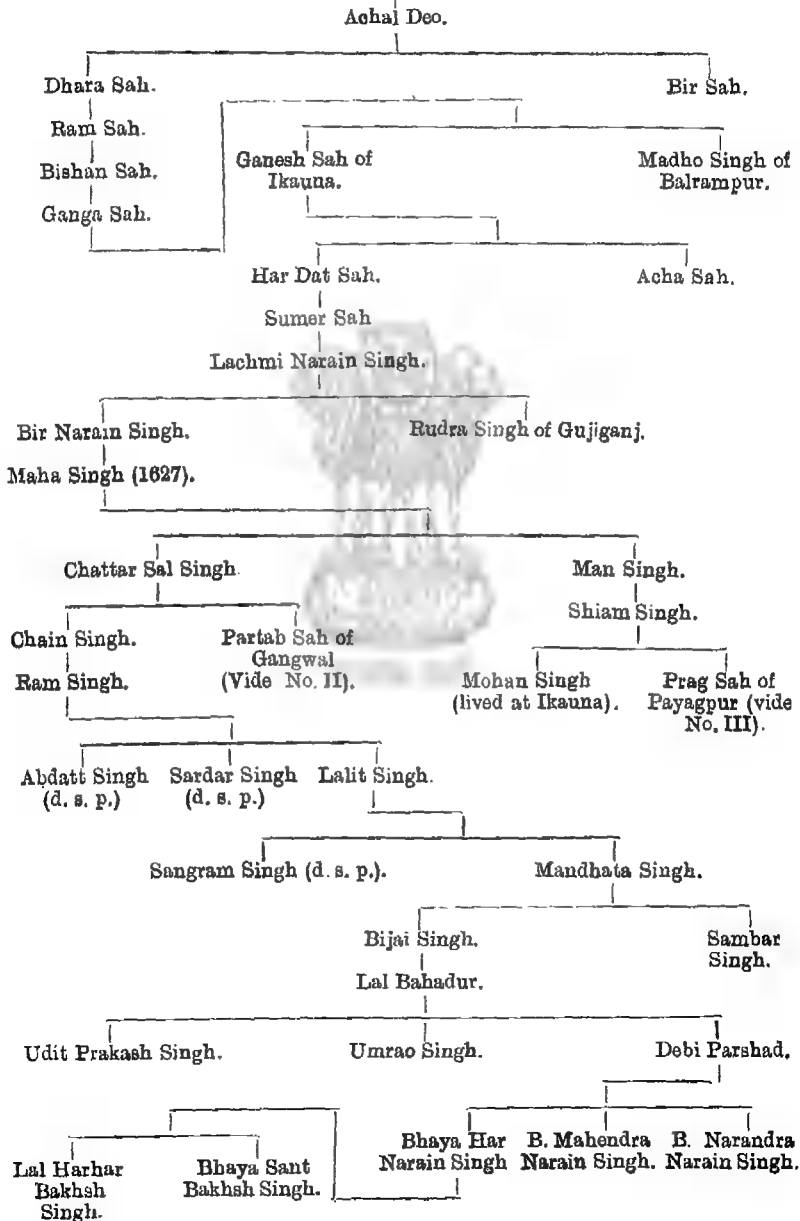 Achal Deo.
Dhara Sah.
Bir Sah.
Ram Sah.
Bishan Sah.
Ganga Sah.
Ganesh Sah of
Ikauna.
Madho Singh of
Balrampur.
Har Dat Sah.
Acha Sah.
Sumer Sah
Lachmi Narain Singh.
Bir Narain Singh.
Rudra Singh of Gujiganj.
Maha Singh (1627).
Chattar Sal Singh
Man Singh.
Shiam Singh.
Chain Singh.
Partab Sah of
Gangwal
(Vide No. II).
Ram Singh.
Mohan Singh
(lived at Ikauna).
Prag Sah of
Payagpur (vide
No. III).
Abdatt Singh
(d. s. p.)
Sardar Singh
(d. s. p.)
Lalit Singh.
Sangram Singh (d. s. p.).
Mandhata Singh.
Bijai Singh.
Sambar
Singh.
Lal Bahadur.
Udit Prakash Singh.
Umrao Singh.
Debi Parshad.
Bhaya Har
Narain Singh
B. Mahendra
Narain Singh.
B. Narandra
Narain Singh.
Lal Harhar
Bakhsh
Singh.
Bhaya Sant
Bakhsh Singh.